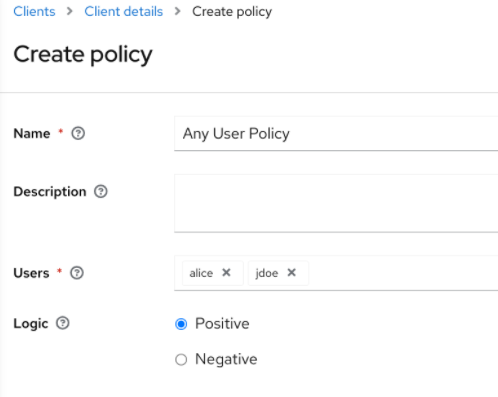 Clients > Client details > Create policy
Create policy
Name * ?
Any User Policy
Description ?
Users * ?
alice × jdoe ×
Logic ?
Positive
Negative